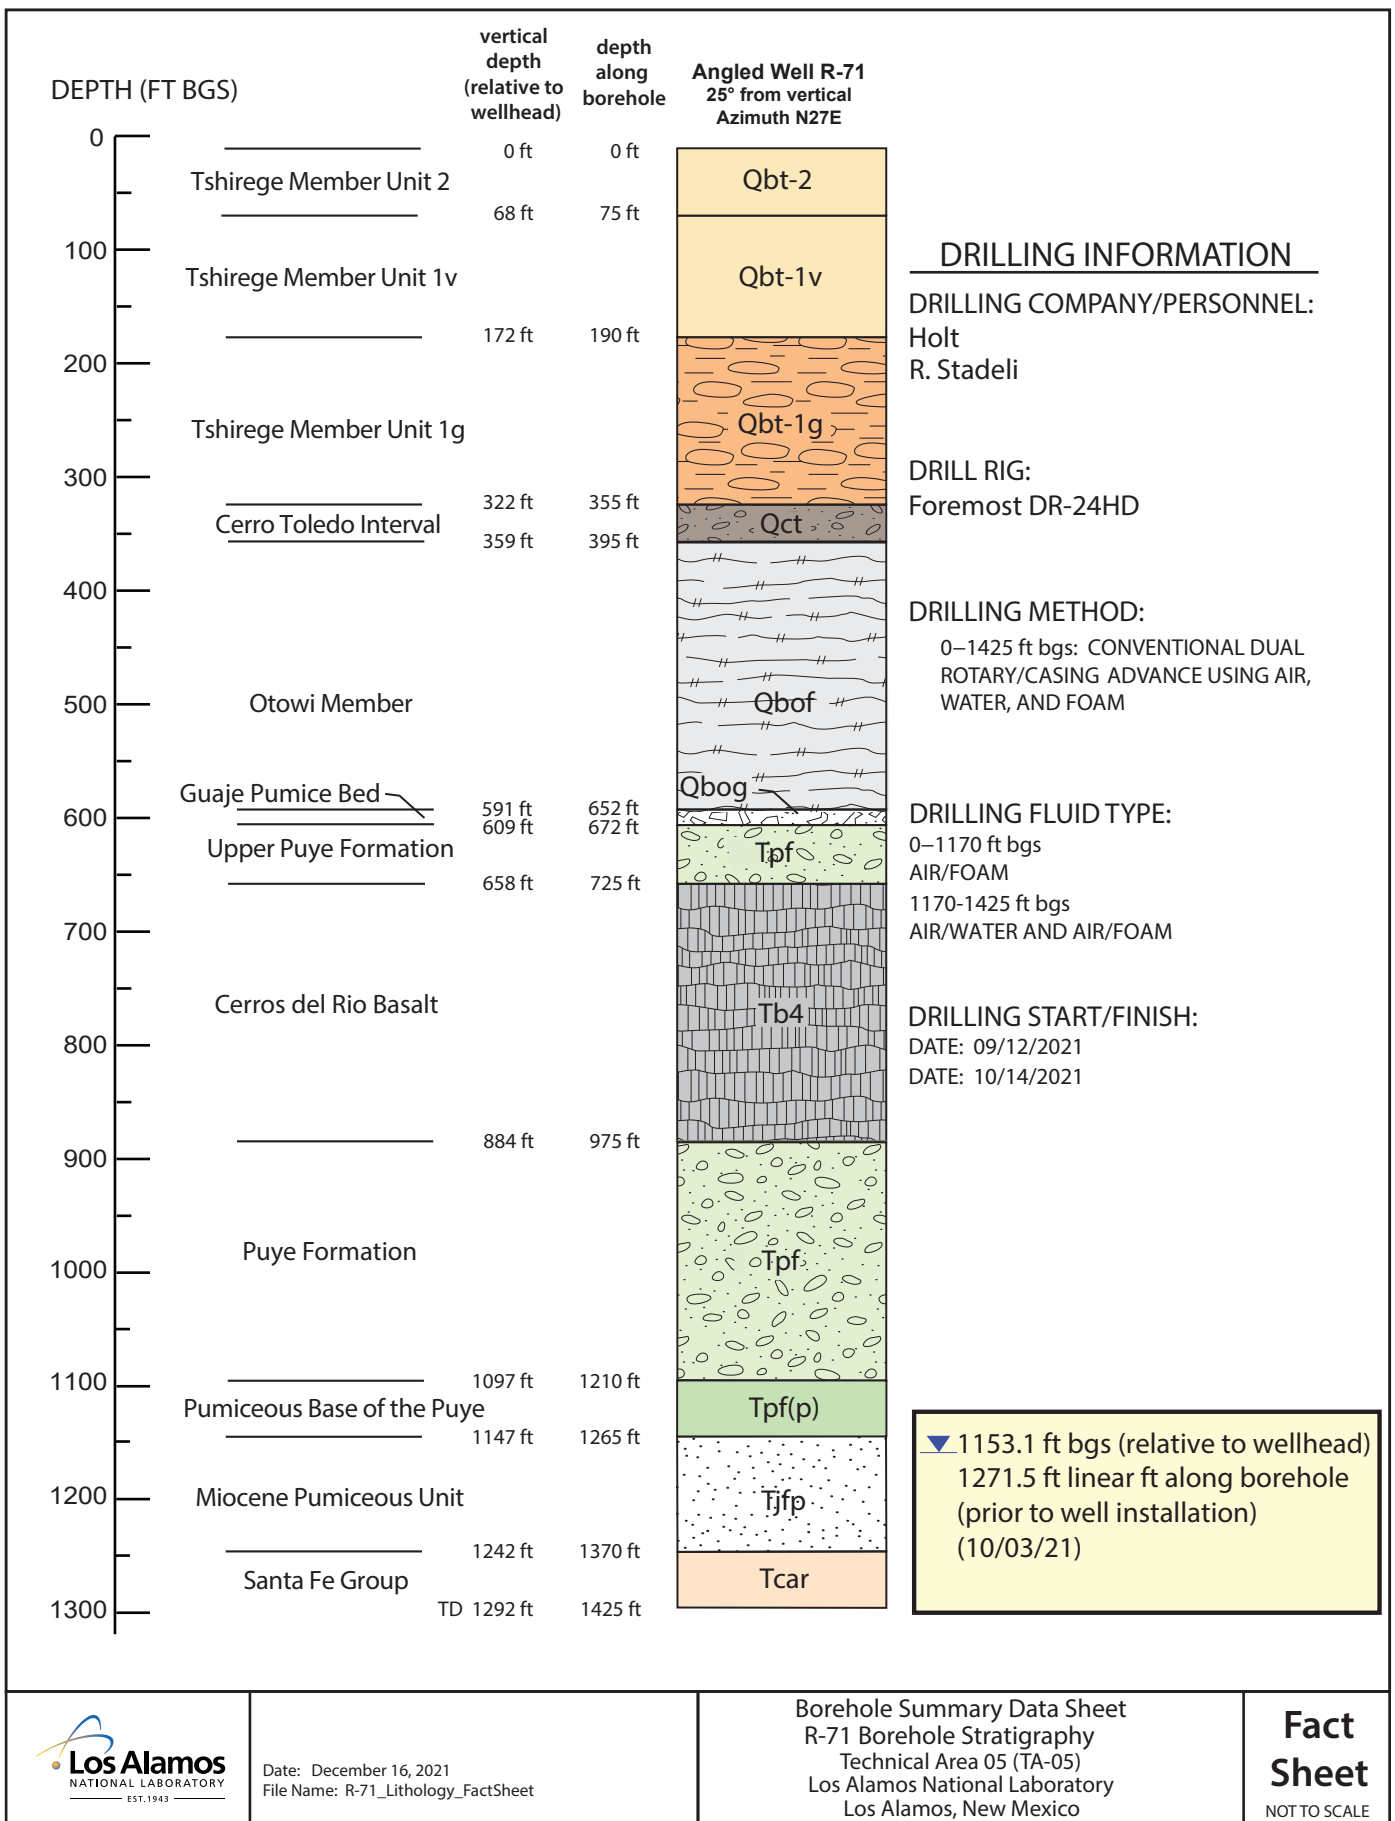 DEPTH (FT BGS)
vertical
depth
(relative to
wellhead)
depth
along
borehole
Angled Well R-71
25° from vertical
Azimuth N27E
0
100
200
300
400
500
600
700
800
900
1000
1100
1200
1300
0 ft 0 ft
Tshirege Member Unit 2
Qbt-2
68 ft 75 ft
Tshirege Member Unit 1v
Qbt-1v
172 ft 190 ft
Tshirege Member Unit 1g
Qbt-1g
322 ft 355 ft
Cerro Toledo Interval
Qct
359 ft 395 ft
Otowi Member
Qbof
Guaje Pumice Bed
Qbog
591 ft 652 ft
609 ft 672 ft
Upper Puye Formation
Tpf
658 ft 725 ft
Cerros del Rio Basalt
Tb4
884 ft 975 ft
Puye Formation
Tpf
1097 ft 1210 ft
Pumiceous Base of the Puye
Tpf(p)
1147 ft 1265 ft
Miocene Pumiceous Unit
Tjfp
1242 ft 1370 ft
Santa Fe Group
Tcar
TD 1292 ft 1425 ft
DRILLING INFORMATION
DRILLING COMPANY/PERSONNEL:
Holt
R. Stadeli
DRILL RIG:
Foremost DR-24HD
DRILLING METHOD:
0–1425 ft bgs: CONVENTIONAL DUAL
ROTARY/CASING ADVANCE USING AIR,
WATER, AND FOAM
DRILLING FLUID TYPE:
0–1170 ft bgs
AIR/FOAM
1170-1425 ft bgs
AIR/WATER AND AIR/FOAM
DRILLING START/FINISH:
DATE: 09/12/2021
DATE: 10/14/2021
1153.1 ft bgs (relative to wellhead)
1271.5 ft linear ft along borehole
(prior to well installation)
(10/03/21)
Los Alamos
NATIONAL LABORATORY
EST.1943
Date: December 16, 2021
File Name: R-71_Lithology_FactSheet
Borehole Summary Data Sheet
R-71 Borehole Stratigraphy
Technical Area 05 (TA-05)
Los Alamos National Laboratory
Los Alamos, New Mexico
Fact
Sheet
NOT TO SCALE